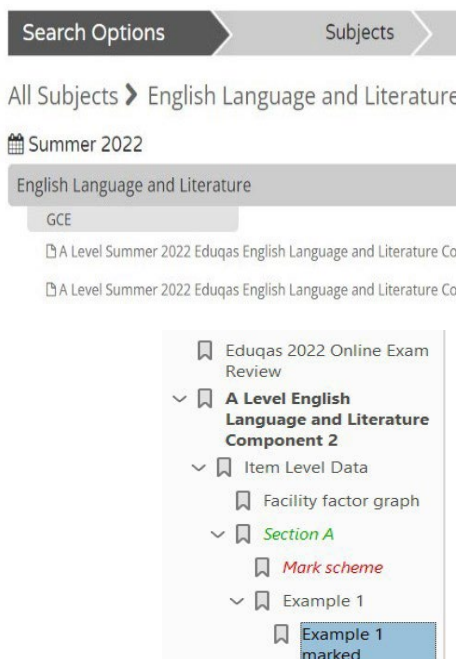 Search Options Subjects
All Subjects ❯ English Language and Literature
Summer 2022
English Language and Literature
GCE
A Level Summer 2022 Eduqas English Language and Literature Co
A Level Summer 2022 Eduqas English Language and Literature Co
Eduqas 2022 Online Exam
Review
A Level English
Language and Literature
Component 2
Item Level Data
Facility factor graph
Section A
Mark scheme
Example 1
Example 1
marked